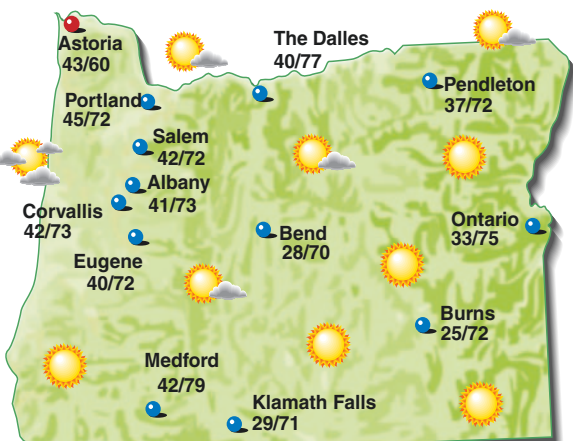 Astoria
43/60
The Dalles
40/77
Pendleton
37/72
Portland
45/72
Salem
42/72
Albany
41/73
Corvallis
42/73
Eugene
40/72
Bend
28/70
Ontario
33/75
Burns
25/72
Medford
42/79
Klamath Falls
29/71